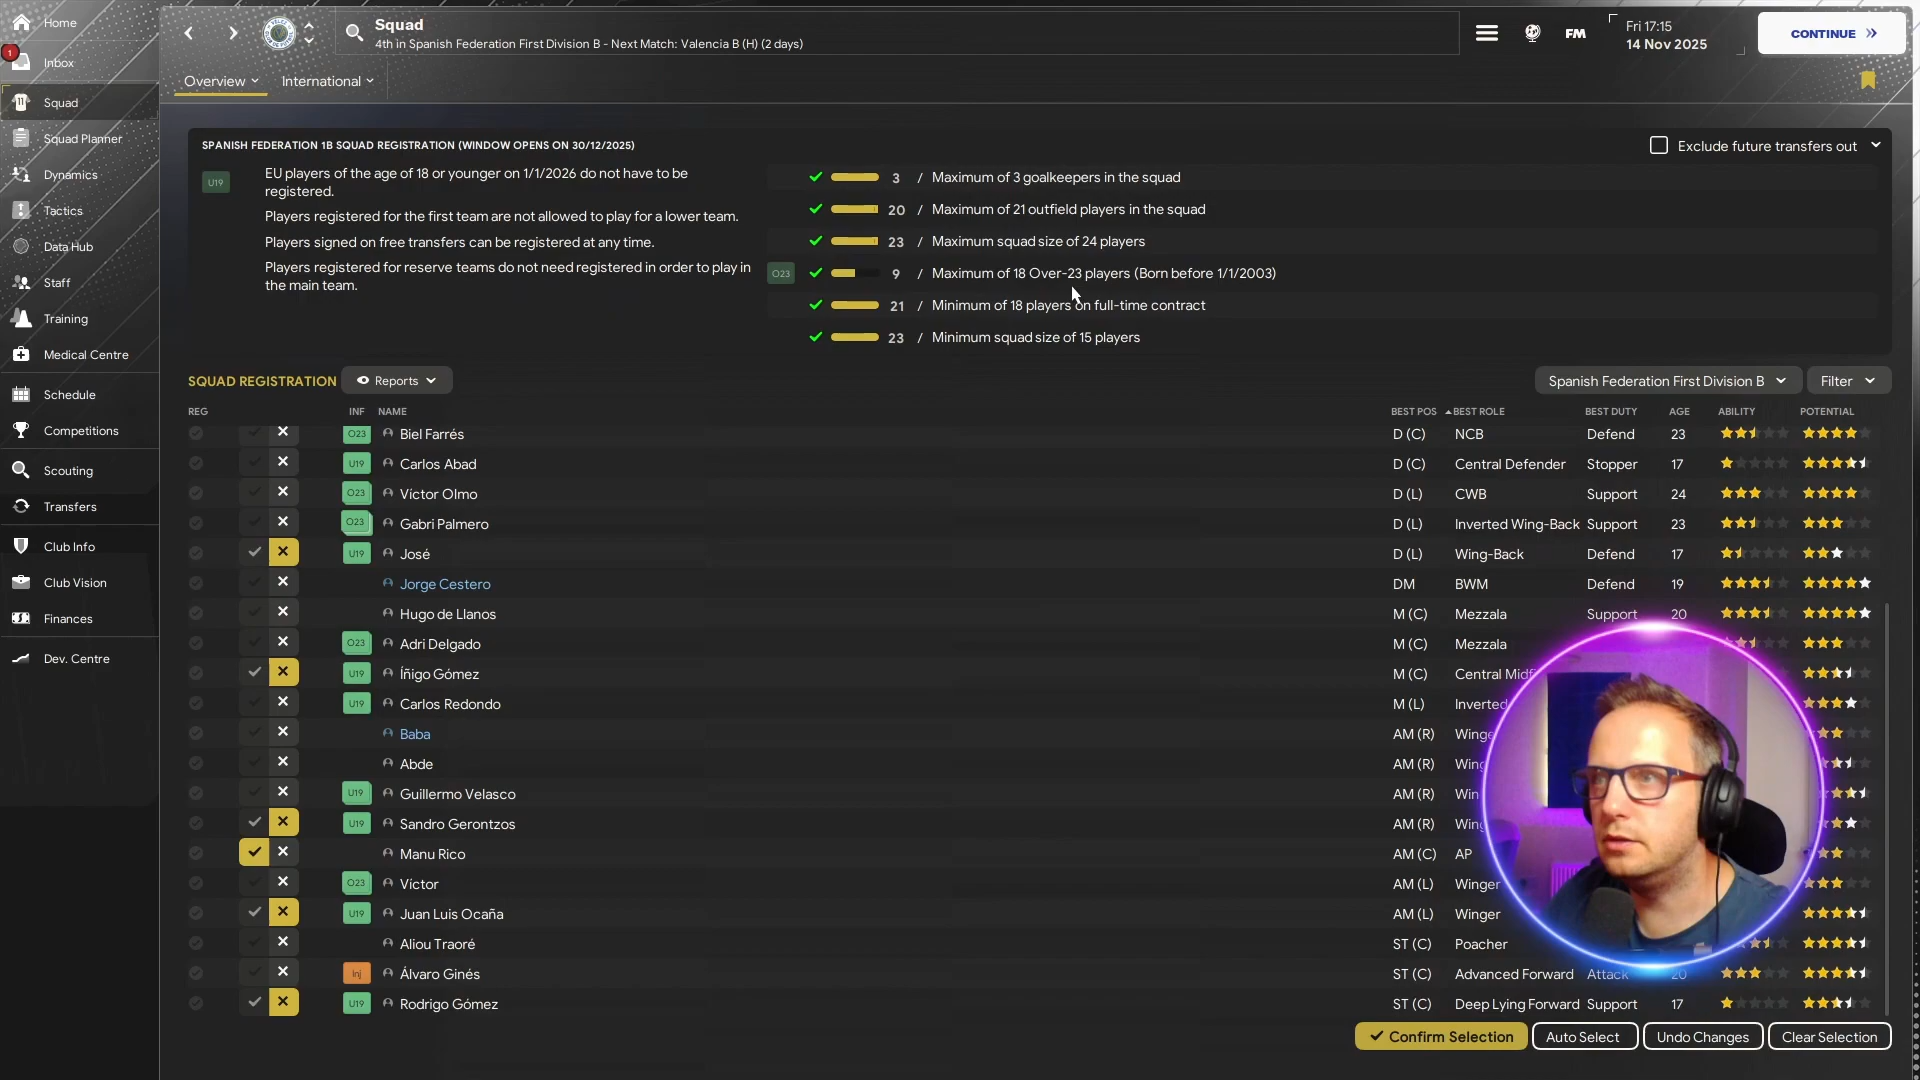 Home
1
Inbox
Squad
Squad Planner
Dynamics
Tactics
Data Hub
Staff
Training
Medical Centre
Schedule
Competitions
Scouting
Transfers
Club Info
Club Vision
Finances
Dev. Centre
Squad
4th in Spanish Federation First Division B - Next Match: Valencia B (H) (2 days)
FM
Fri 17:15
14 Nov 2025
CONTINUE
Overview
International
SPANISH FEDERATION 1B SQUAD REGISTRATION (WINDOW OPENS ON 30/12/2025)
Exclude future transfers out
U19
EU players of the age of 18 or younger on 1/1/2026 do not have to be
registered.
Players registered for the first team are not allowed to play for a lower team.
Players signed on free transfers can be registered at any time.
Players registered for reserve teams do not need registered in order to play in
the main team.
3 / Maximum of 3 goalkeepers in the squad
20 / Maximum of 21 outfield players in the squad
23 / Maximum squad size of 24 players
O23 9 / Maximum of 18 Over-23 players (Born before 1/1/2003)
21 / Minimum of 18 players on full-time contract
23 / Minimum squad size of 15 players
SQUAD REGISTRATION Reports
Spanish Federation First Division B Filter
REG INF NAME BEST POS BEST ROLE BEST DUTY AGE ABILITY POTENTIAL
O23 Biel Farrés D (C) NCB Defend 23
U19 Carlos Abad D (C) Central Defender Stopper 17
O23 Víctor Olmo D (L) CWB Support 24
O23 Gabri Palmero D (L) Inverted Wing-Back Support 23
U19 José D (L) Wing-Back Defend 17
Jorge Cestero DM BWM Defend 19
Hugo de Llanos M (C) Mezzala Support 20
O23 Adri Delgado M (C) Mezzala
U19 Íñigo Gómez M (C) Central Midf
U19 Carlos Redondo M (L) Inverted
Baba AM (R) Winge
Abde AM (R) Wing
U19 Guillermo Velasco AM (R) Win
U19 Sandro Gerontzos AM (R) Wing
Manu Rico AM (C) AP
O23 Víctor AM (L) Winger
U19 Juan Luis Ocaña AM (L) Winger
Aliou Traoré ST (C) Poacher
Inj Álvaro Ginés ST (C) Advanced Forward Attack 20
U19 Rodrigo Gómez ST (C) Deep Lying Forward Support 17
Confirm Selection Auto Select Undo Changes Clear Selection